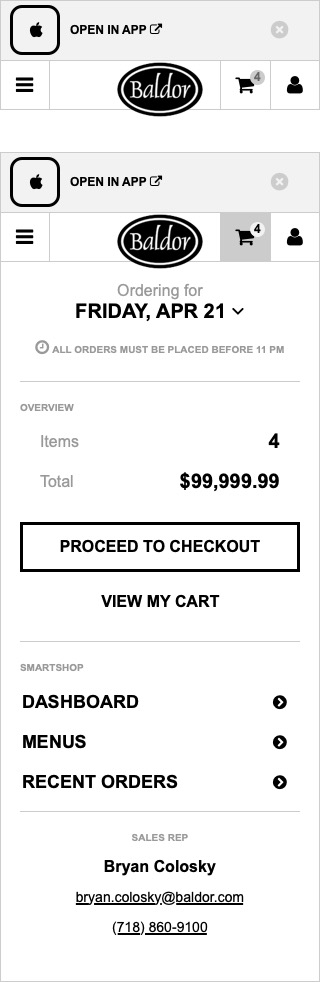 OPEN IN APP
Baldor
4
OPEN IN APP
Baldor
4
Ordering for
FRIDAY, APR 21
ALL ORDERS MUST BE PLACED BEFORE 11 PM
OVERVIEW
Items 4
Total $99,999.99
PROCEED TO CHECKOUT
VIEW MY CART
SMARTSHOP
DASHBOARD
MENUS
RECENT ORDERS
SALES REP
Bryan Colosky
bryan.colosky@baldor.com
(718) 860-9100